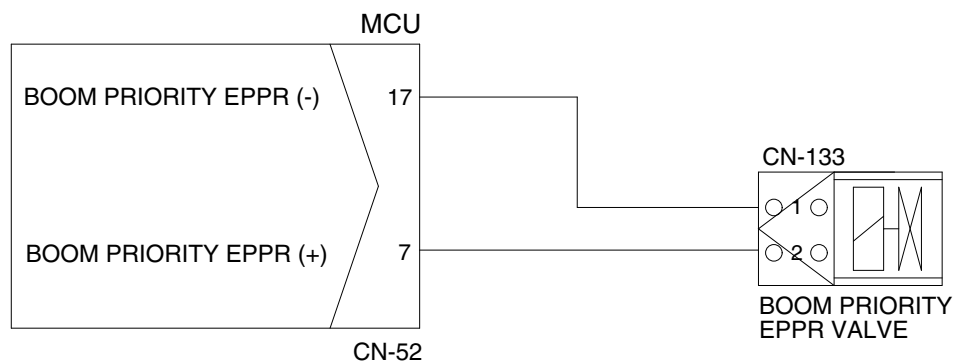 MCU
BOOM PRIORITY EPPR (-)
17
CN-133
1
BOOM PRIORITY EPPR (+)
7
2
BOOM PRIORITY
EPPR VALVE
CN-52